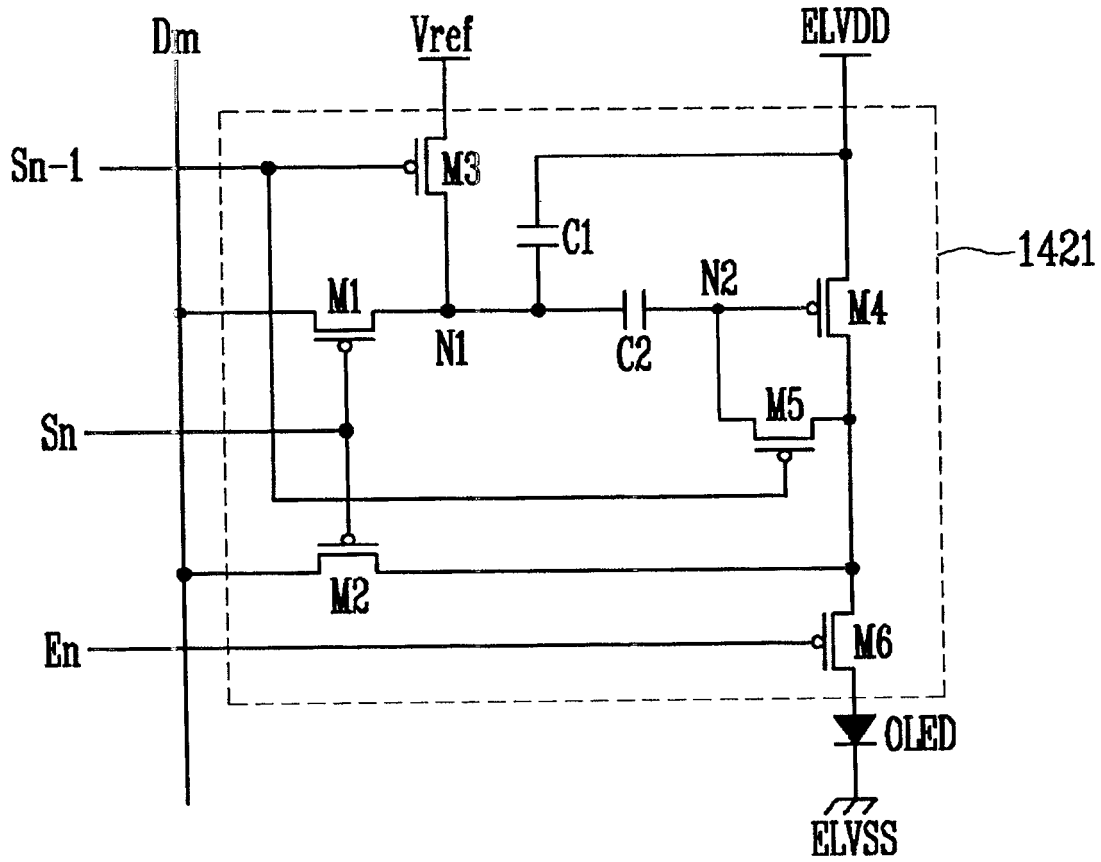 Dm
Vref
ELVDD
Sn-1
M3
C1
1421
M1
N2
M4
N1
C2
M5
Sn
M2
En
M6
OLED
ELVSS